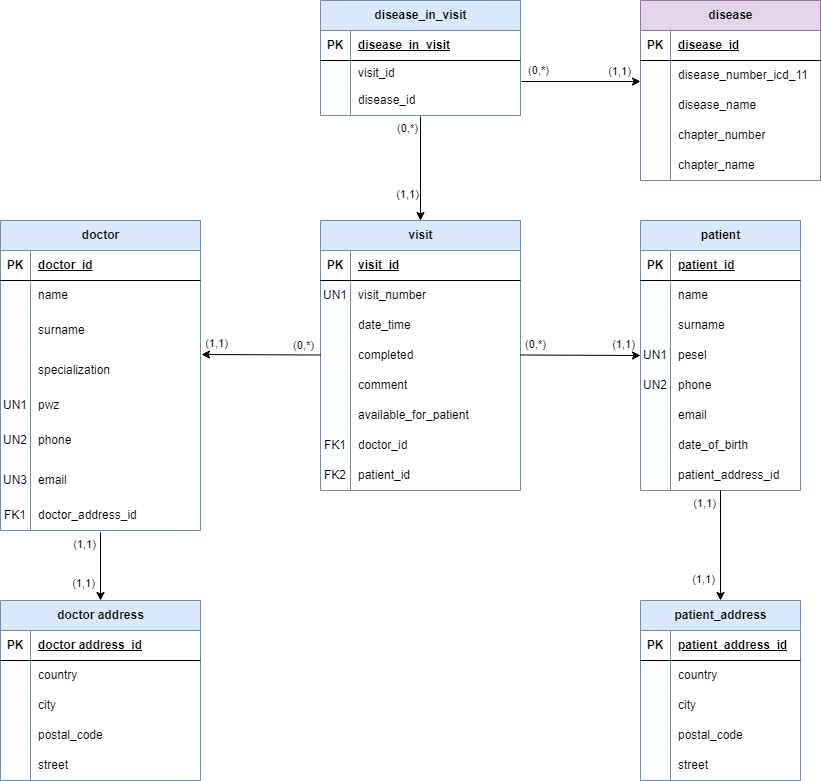 disease_in_visit
PK disease_in_visit
visit_id
disease_id
disease
PK disease_id
disease_number_icd_11
disease_name
chapter_number
chapter_name
(0,*)
(1,1)
(0,*)
(1,1)
doctor
PK doctor_id
name
surname
specialization
UN1 pwz
UN2 phone
UN3 email
FK1 doctor_address_id
(1,1)
(0,*)
visit
PK visit_id
UN1 visit_number
date_time
completed
comment
available_for_patient
FK1 doctor_id
FK2 patient_id
(0,*)
(1,1)
patient
PK patient_id
name
surname
UN1 pesel
UN2 phone
email
date_of_birth
patient_address_id
(1,1)
(1,1)
(1,1)
(1,1)
doctor address
PK doctor address_id
country
city
postal_code
street
patient_address
PK patient_address_id
country
city
postal_code
street